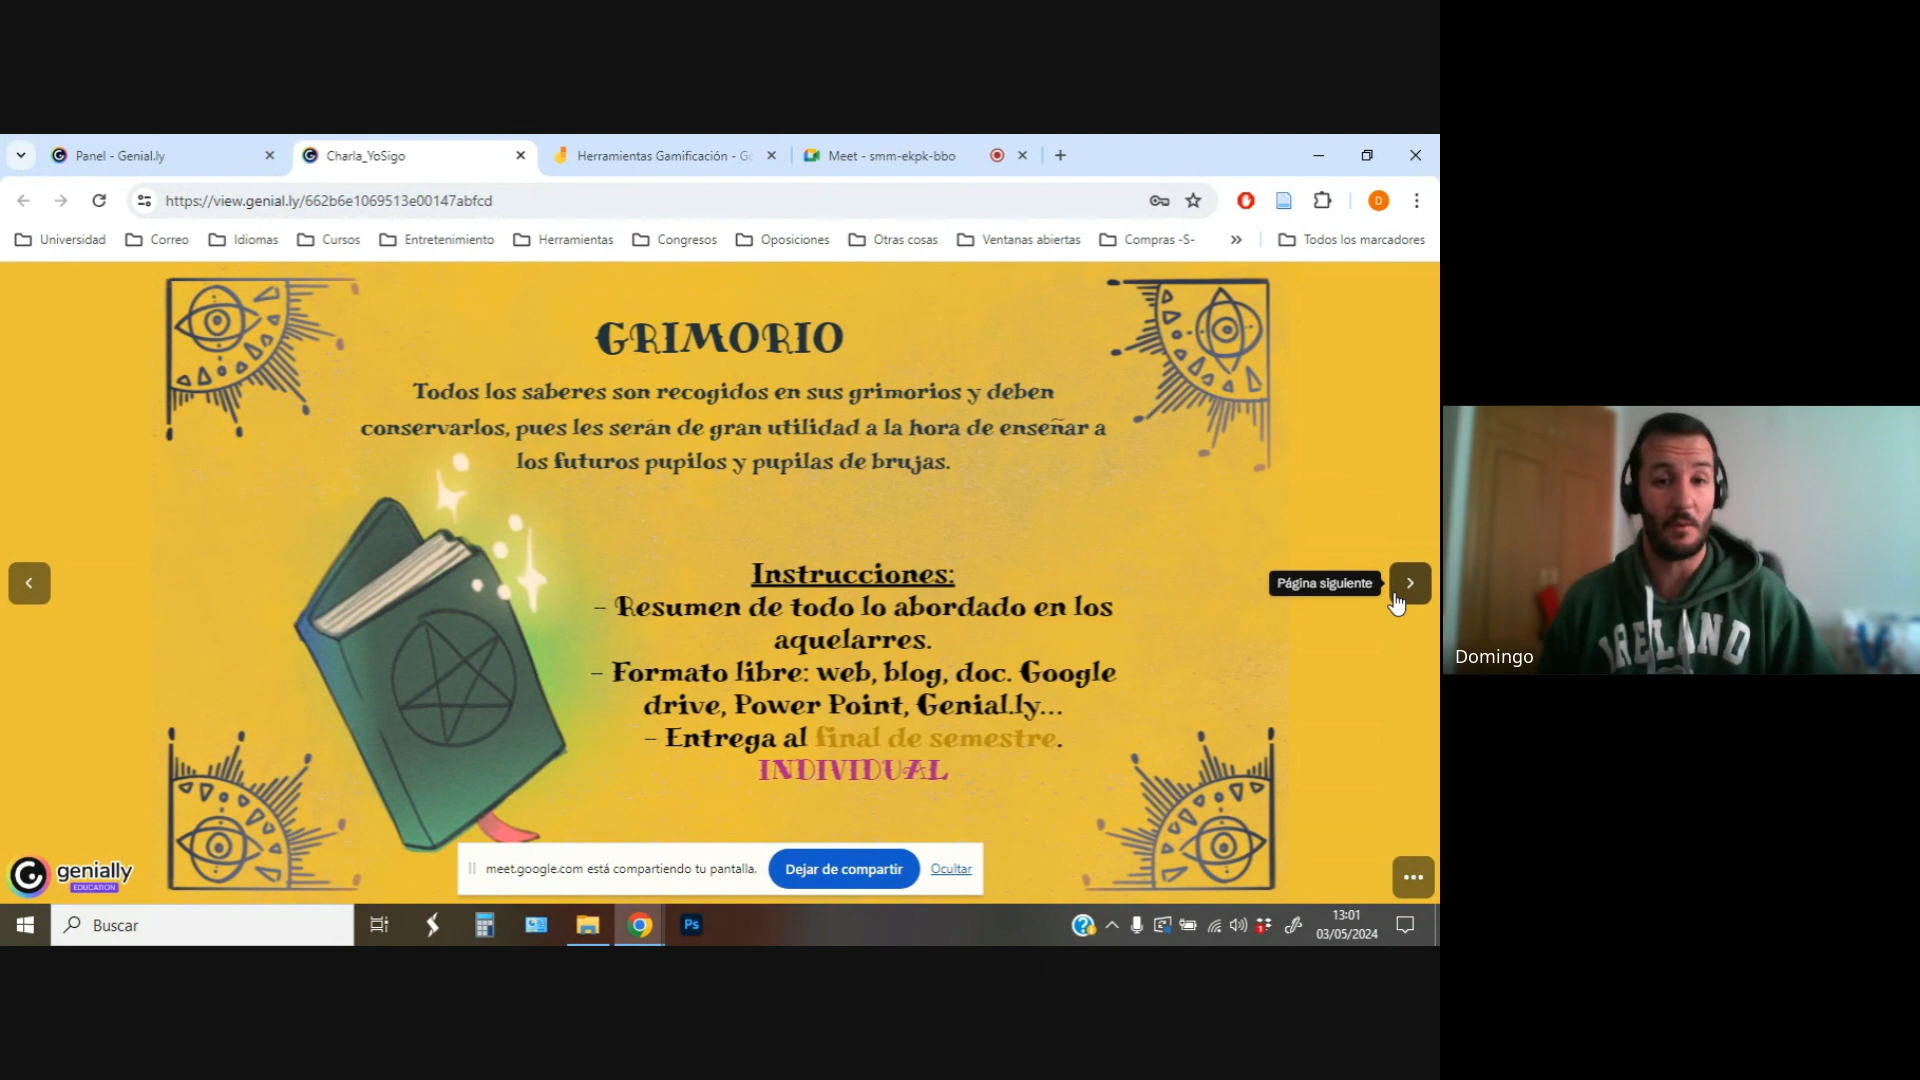 Panel - Genial.ly
Charla_YoSigo
Herramientas Gamificación - Go
Meet - smm-ekpk-bbo
https://view.genial.ly/662b6e1069513e00147abfcd
D
Universidad
Correo
Idiomas
Cursos
Entretenimiento
Herramientas
Congresos
Oposiciones
Otras cosas
Ventanas abiertas
Compras -S-
Todos los marcadores
GRIMORIO
Todos los saberes son recogidos en sus grimorios y deben
conservarlos, pues les serán de gran utilidad a la hora de enseñar a
los futuros pupilos y pupilas de brujas.
Instrucciones:
- Resumen de todo lo abordado en los
aquelarres.
- Formato libre: web, blog, doc. Google
drive, Power Point, Genial.ly...
- Entrega al final de semestre.
INDIVIDUAL
Página siguiente
IRELAND
Domingo
genially
EDUCATION
meet.google.com está compartiendo tu pantalla.
Dejar de compartir
Ocultar
Buscar
Ps
13:01
03/05/2024